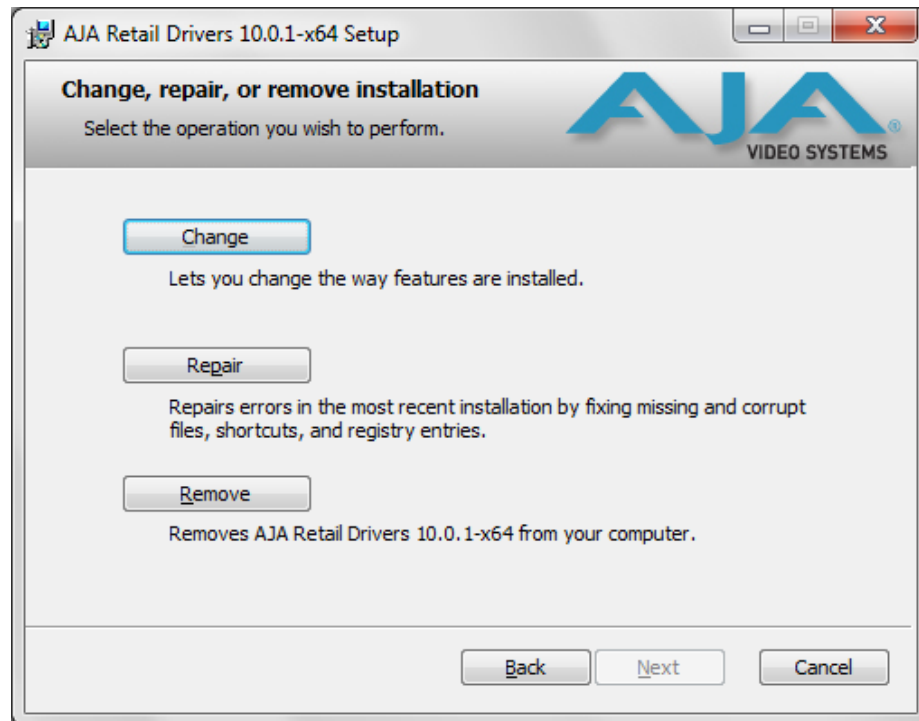 AJA Retail Drivers 10.0.1-x64 Setup
Change, repair, or remove installation
Select the operation you wish to perform.
AJA®
VIDEO SYSTEMS
Change
Lets you change the way features are installed.
Repair
Repairs errors in the most recent installation by fixing missing and corrupt
files, shortcuts, and registry entries.
Remove
Removes AJA Retail Drivers 10.0.1-x64 from your computer.
Back
Next
Cancel